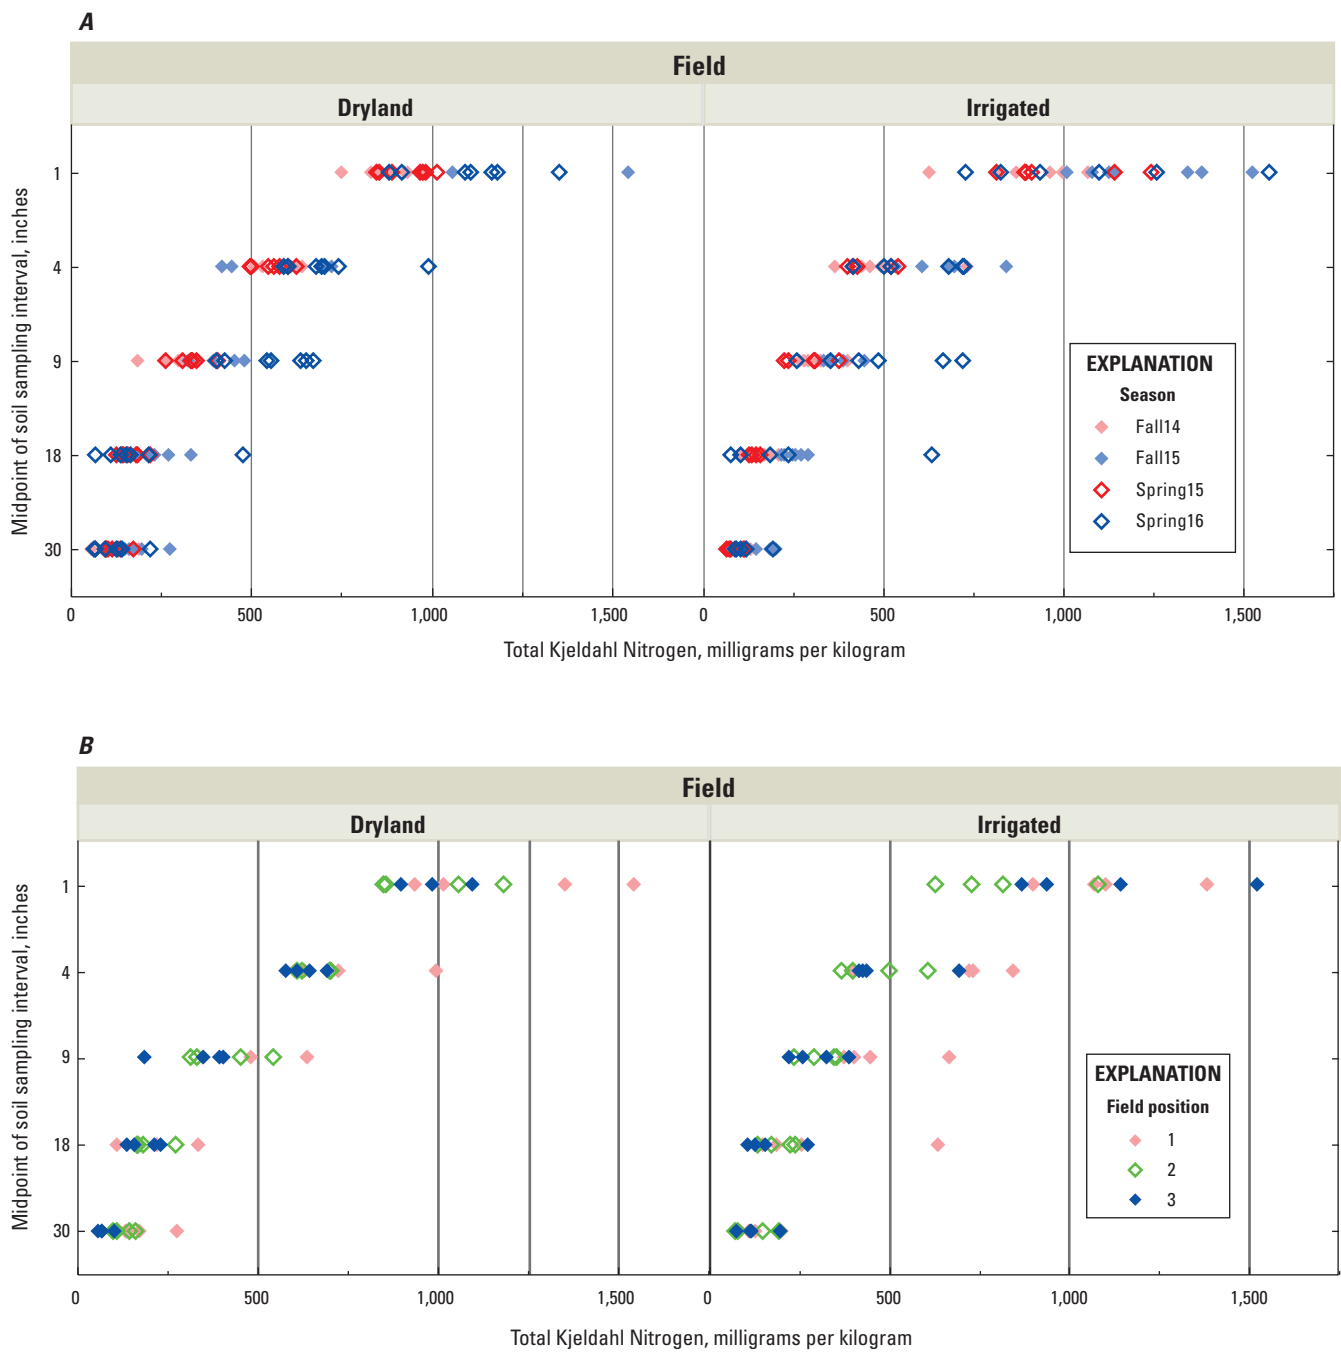 A
Field
Dryland
Irrigated
Midpoint of soil sampling interval, inches
1
4
9
18
30
EXPLANATION
Season
Fall14
Fall15
Spring15
Spring16
0 500 1,000 1,500 0 500 1,000 1,500
Total Kjeldahl Nitrogen, milligrams per kilogram
B
Field
Dryland
Irrigated
Midpoint of soil sampling interval, inches
1
4
9
18
30
EXPLANATION
Field position
1
2
3
0 500 1,000 1,500 0 500 1,000 1,500
Total Kjeldahl Nitrogen, milligrams per kilogram